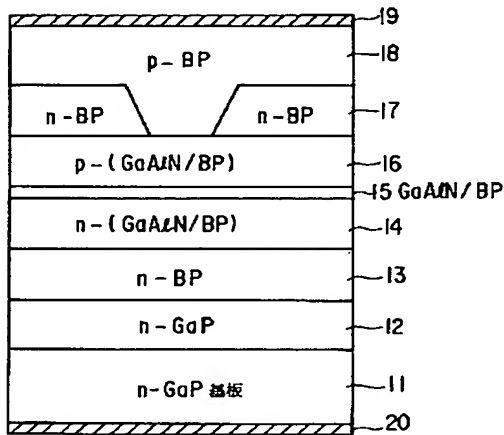 19
p-BP 18
n-BP n-BP 17
p-(GaAlN/BP) 16
15 GaAlN/BP
n-(GaAlN/BP) 14
n-BP 13
n-GaP 12
n-GaP 基板 11
20